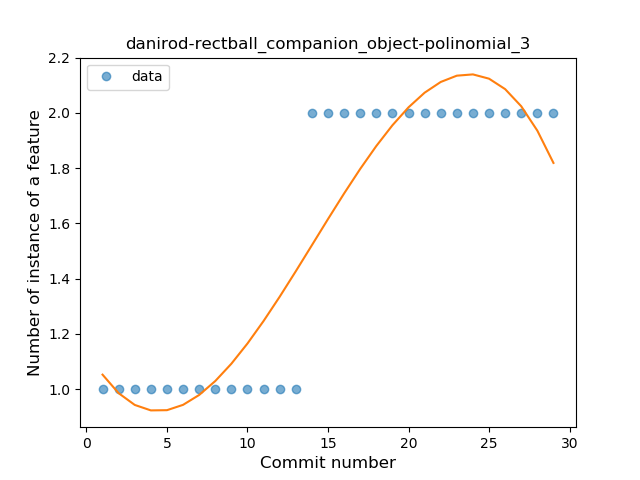 danirod-rectball_companion_object-polinomial_3
data
Number of instance of a feature
2.2
2.0
1.8
1.6
1.4
1.2
1.0
0 5 10 15 20 25 30
Commit number